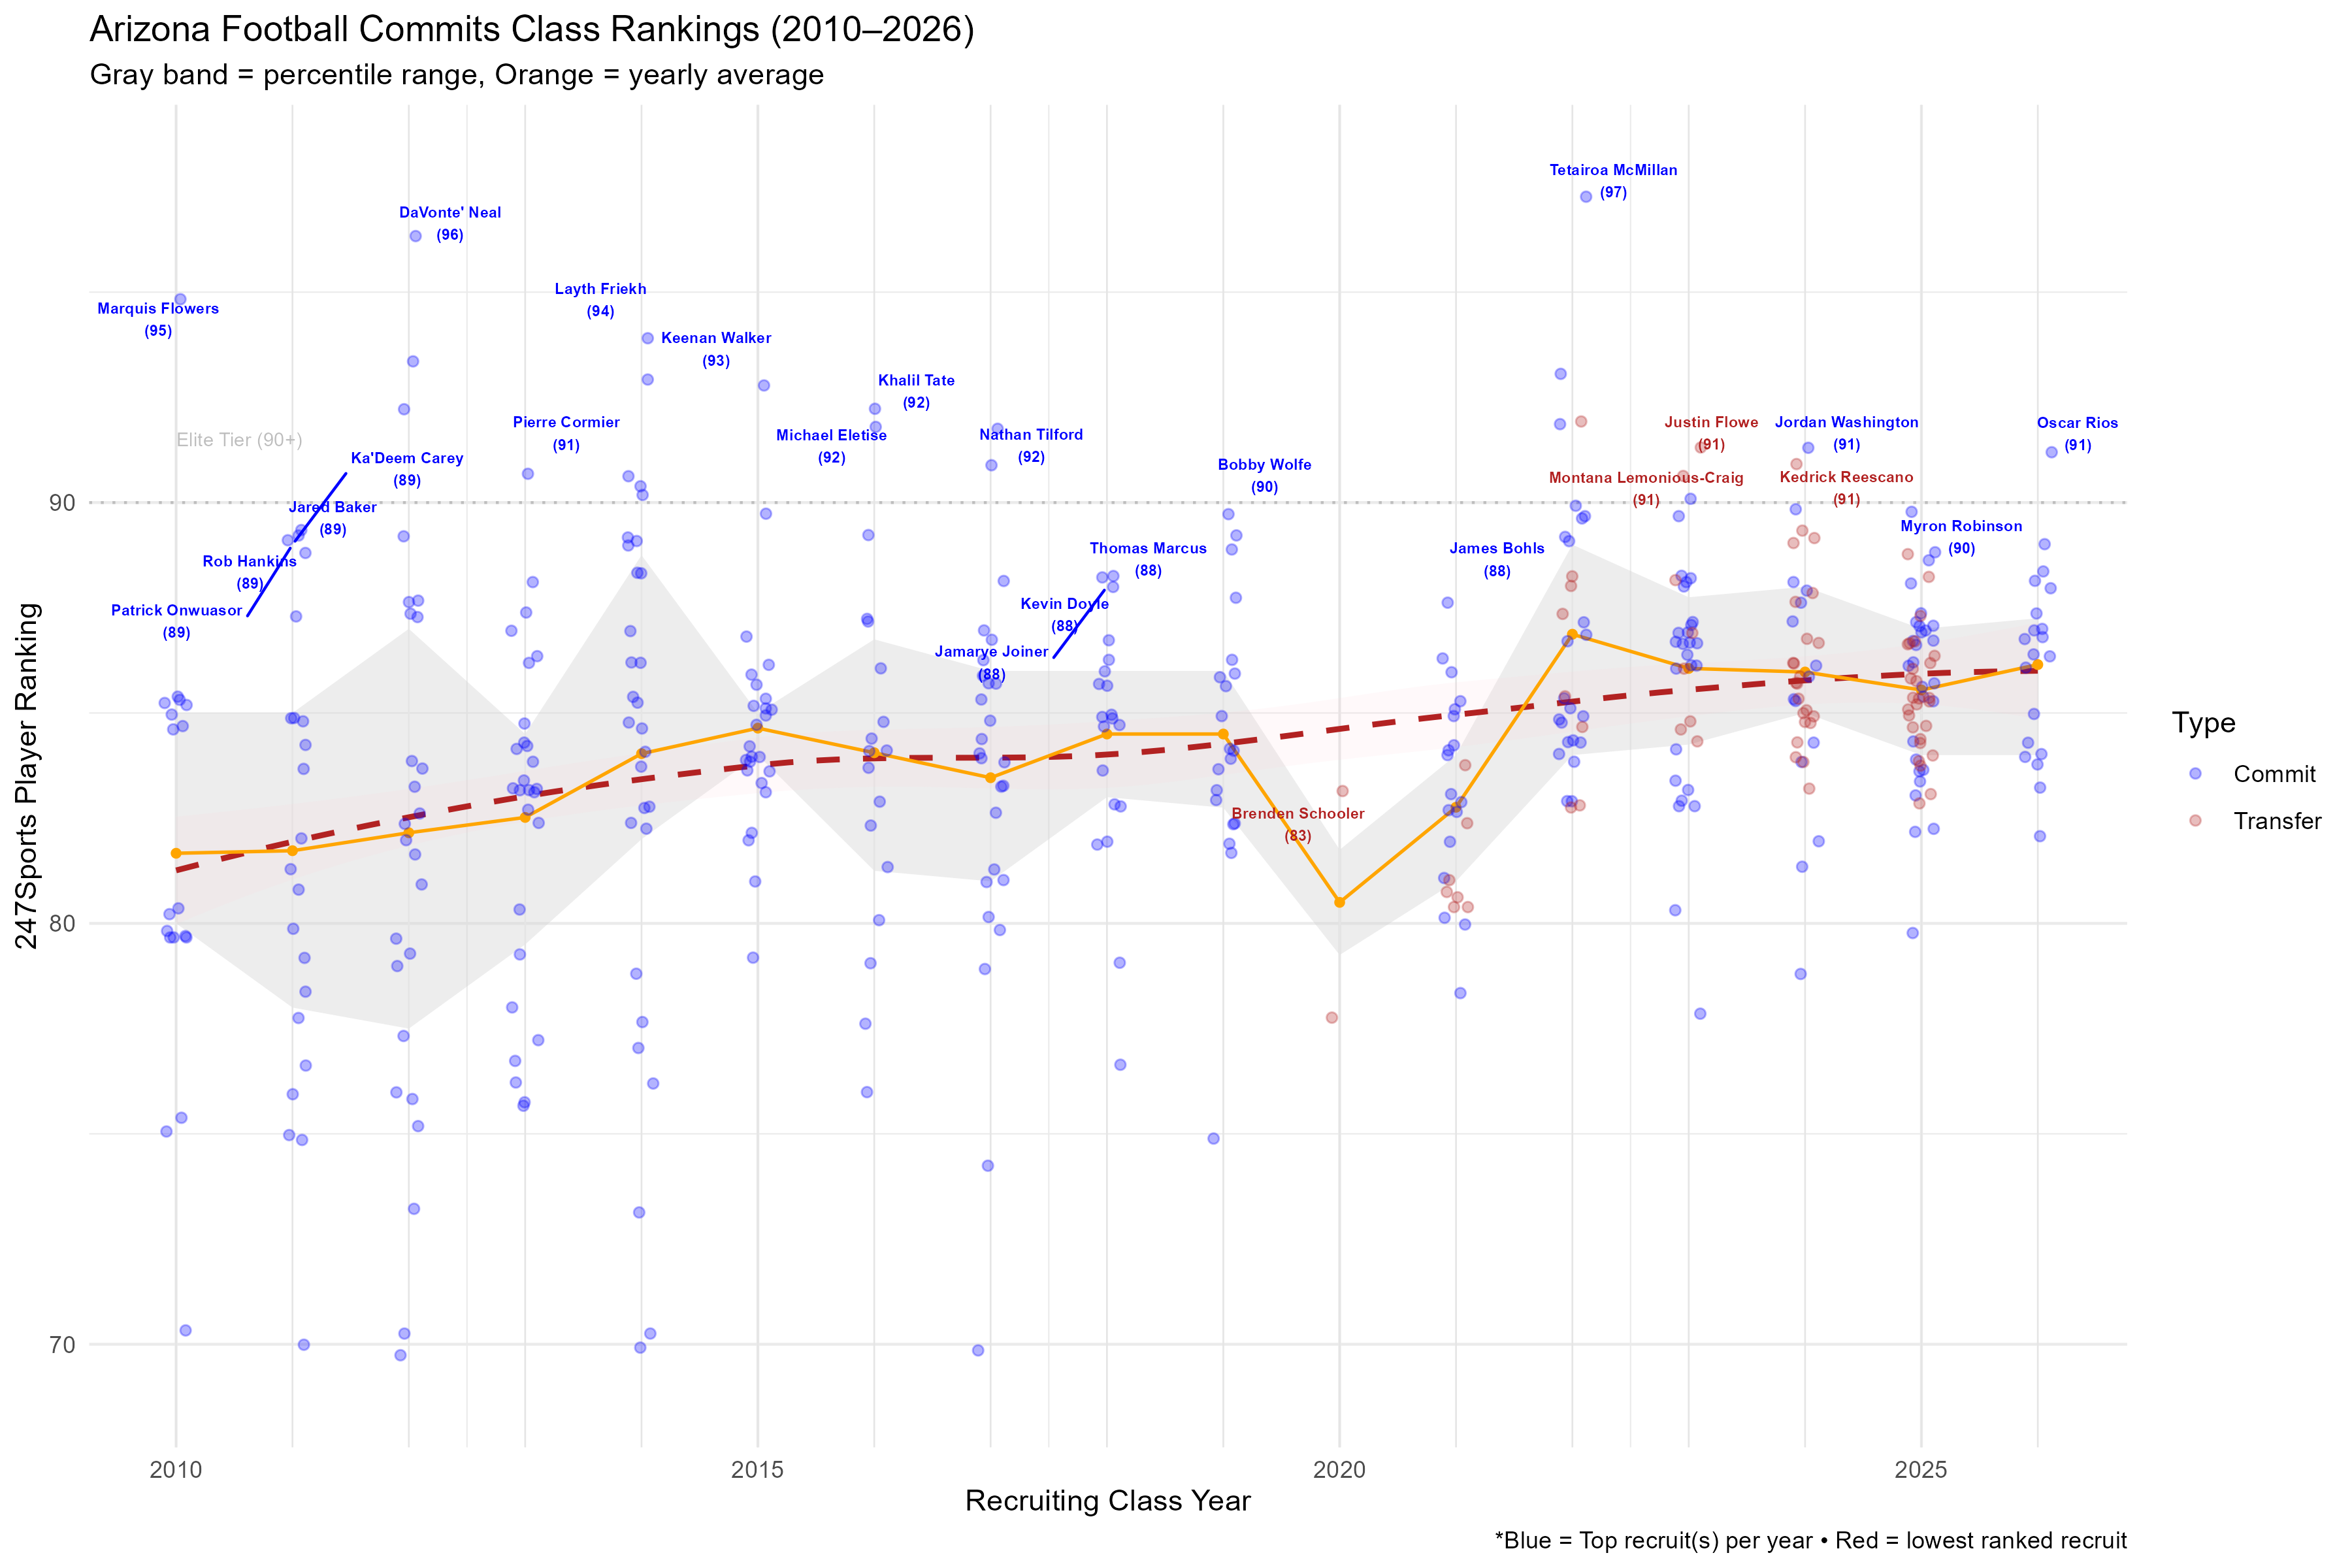 Arizona Football Commits Class Rankings (2010–2026)
Gray band = percentile range, Orange = yearly average
Tetairoa McMillan
(97)
DaVonte' Neal
(96)
Layth Friekh
(94)
Marquis Flowers
(95)
Keenan Walker
(93)
Khalil Tate
(92)
Pierre Cormier
(91)
Michael Eletise
(92)
Nathan Tilford
(92)
Justin Flowe
(91)
Jordan Washington
(91)
Oscar Rios
(91)
Elite Tier (90+)
Ka'Deem Carey
(89)
Bobby Wolfe
(90)
Montana Lemonious-Craig
(91)
Kedrick Reescano
(91)
Jared Baker
(89)
Myron Robinson
(90)
Rob Hankins
(89)
Thomas Marcus
(88)
James Bohls
(88)
Patrick Onwuasor
(89)
Kevin Doyle
(88)
Jamarye Joiner
(88)
Brenden Schooler
(83)
90
80
70
247Sports Player Ranking
2010
2015
2020
2025
Recruiting Class Year
Type
Commit
Transfer
*Blue = Top recruit(s) per year • Red = lowest ranked recruit